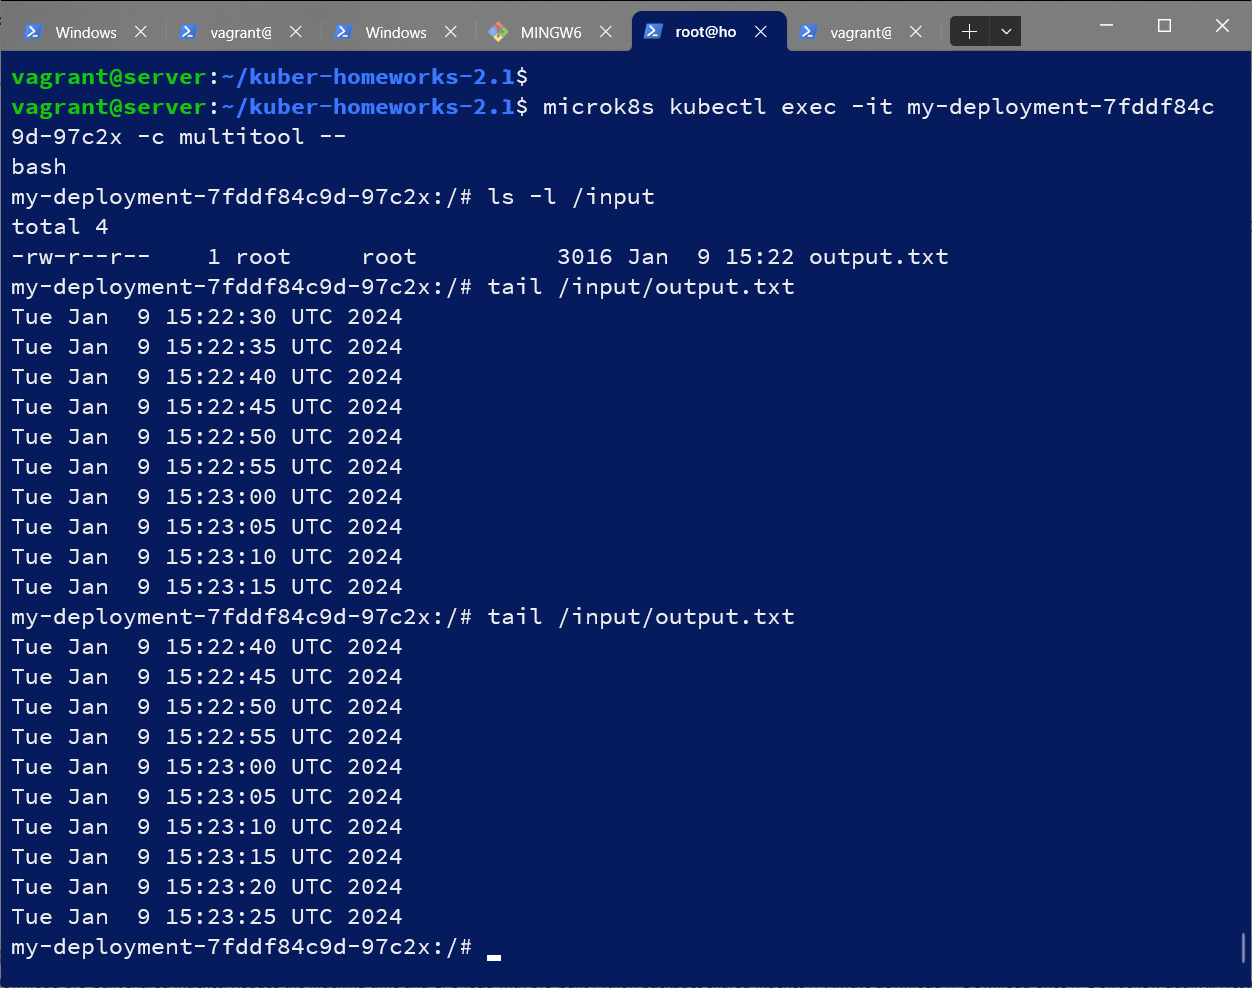 Windows vagrant@ Windows MINGW6 root@ho vagrant@
vagrant@server:~/kuber-homeworks-2.1$
vagrant@server:~/kuber-homeworks-2.1$ microk8s kubectl exec -it my-deployment-7fddf84c
9d-97c2x -c multitool --
bash
my-deployment-7fddf84c9d-97c2x:/# ls -l /input
total 4
-rw-r--r--    1 root     root          3016 Jan  9 15:22 output.txt
my-deployment-7fddf84c9d-97c2x:/# tail /input/output.txt
Tue Jan  9 15:22:30 UTC 2024
Tue Jan  9 15:22:35 UTC 2024
Tue Jan  9 15:22:40 UTC 2024
Tue Jan  9 15:22:45 UTC 2024
Tue Jan  9 15:22:50 UTC 2024
Tue Jan  9 15:22:55 UTC 2024
Tue Jan  9 15:23:00 UTC 2024
Tue Jan  9 15:23:05 UTC 2024
Tue Jan  9 15:23:10 UTC 2024
Tue Jan  9 15:23:15 UTC 2024
my-deployment-7fddf84c9d-97c2x:/# tail /input/output.txt
Tue Jan  9 15:22:40 UTC 2024
Tue Jan  9 15:22:45 UTC 2024
Tue Jan  9 15:22:50 UTC 2024
Tue Jan  9 15:22:55 UTC 2024
Tue Jan  9 15:23:00 UTC 2024
Tue Jan  9 15:23:05 UTC 2024
Tue Jan  9 15:23:10 UTC 2024
Tue Jan  9 15:23:15 UTC 2024
Tue Jan  9 15:23:20 UTC 2024
Tue Jan  9 15:23:25 UTC 2024
my-deployment-7fddf84c9d-97c2x:/#